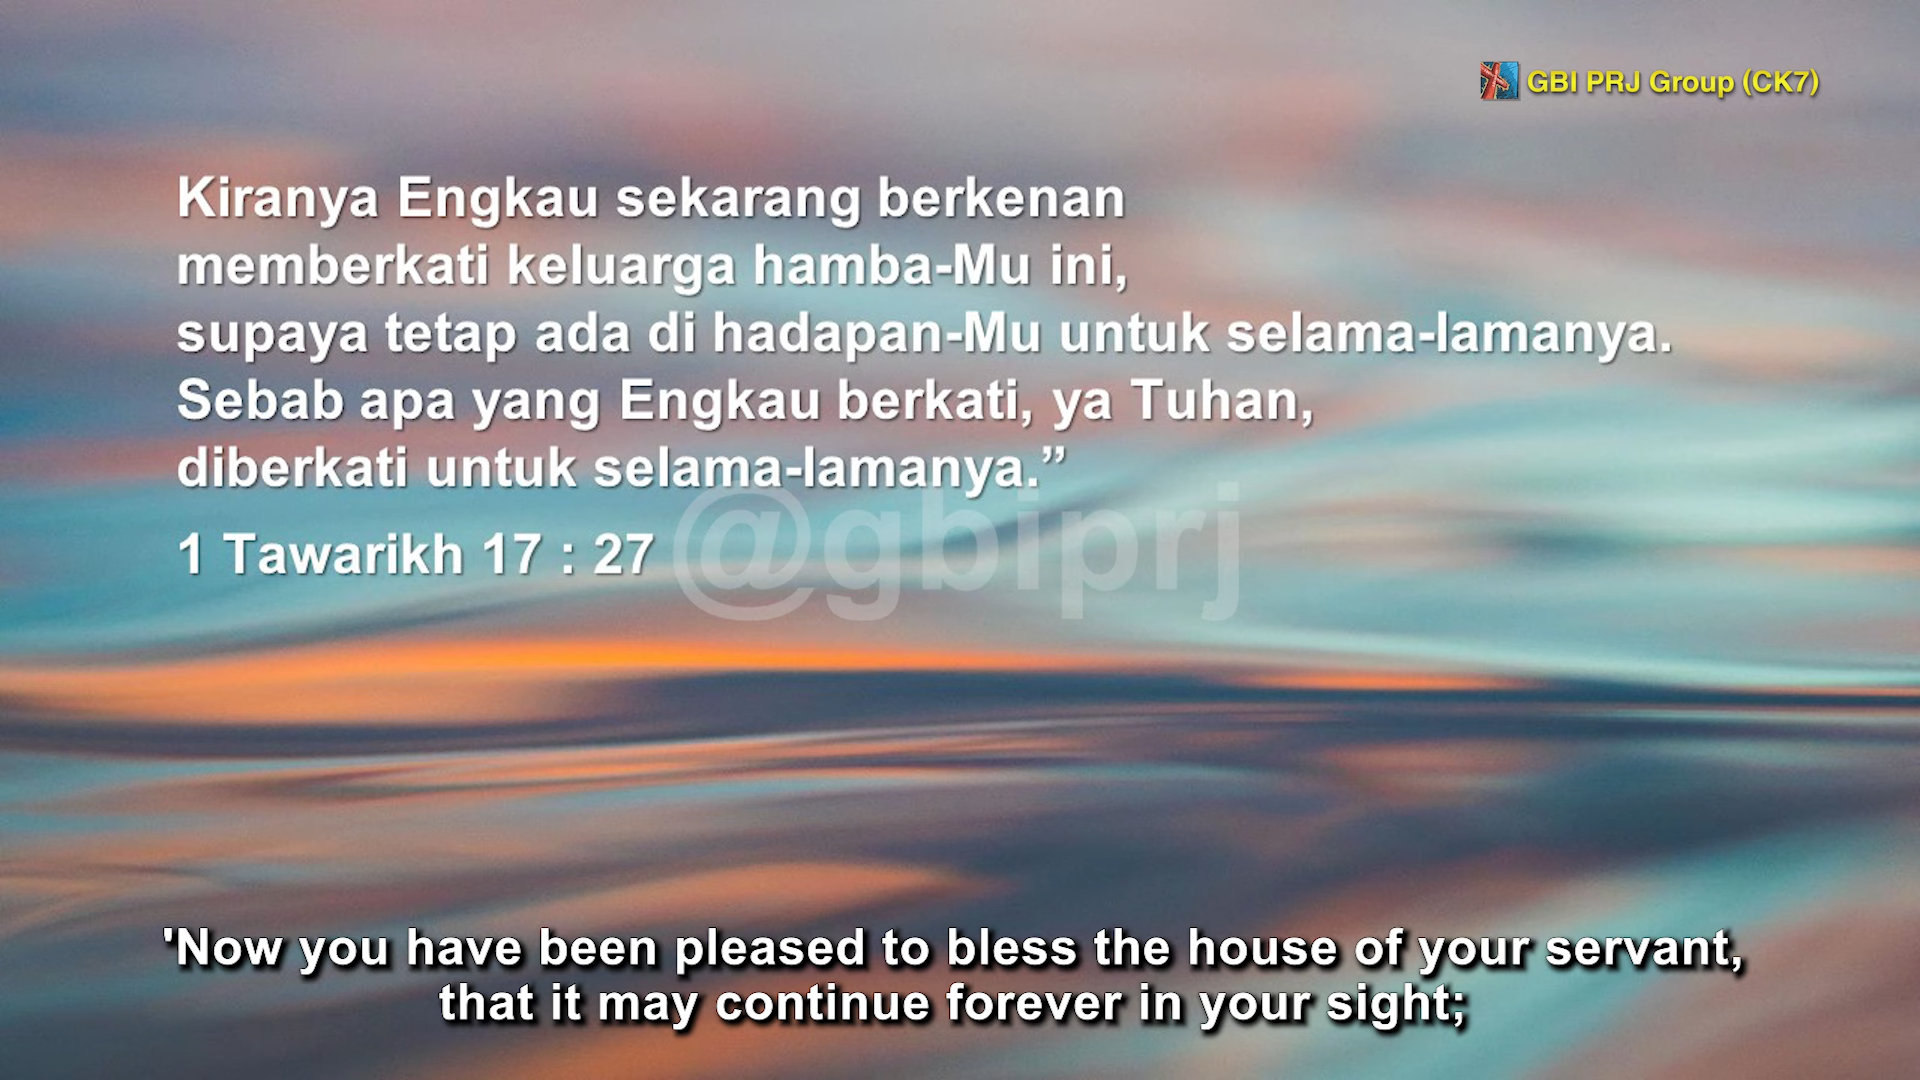 GBI PRJ Group (CK7)
Kiranya Engkau sekarang berkenan
memberkati keluarga hamba-Mu ini,
supaya tetap ada di hadapan-Mu untuk selama-lamanya.
Sebab apa yang Engkau berkati, ya Tuhan,
diberkati untuk selama-lamanya.”
1 Tawarikh 17 : 27
@gbiprj
'Now you have been pleased to bless the house of your servant,
that it may continue forever in your sight;